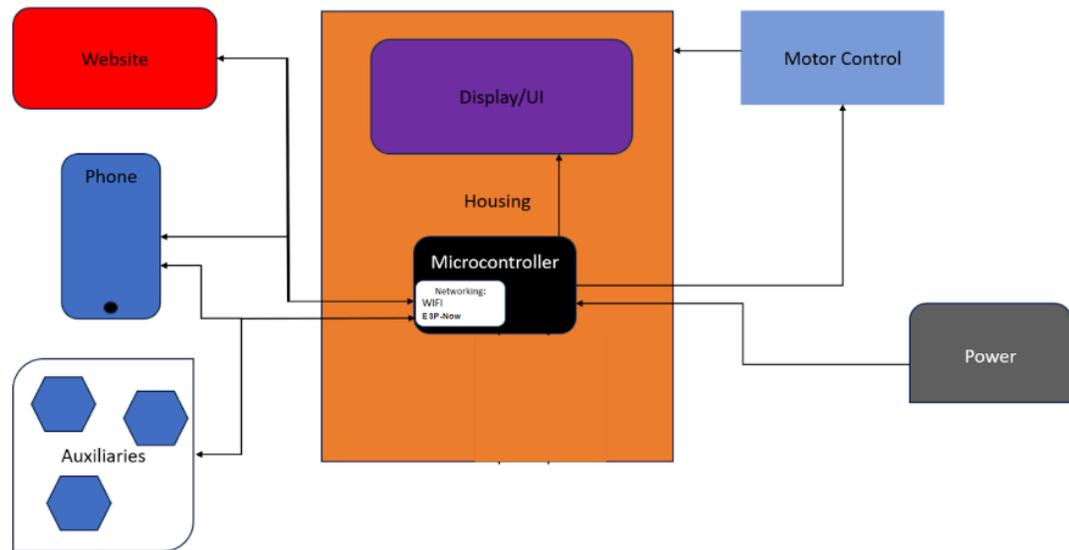 Website
Display/UI
Motor Control
Phone
Housing
Microcontroller
Networking:
WIFI
ESP-Now
Power
Auxiliaries